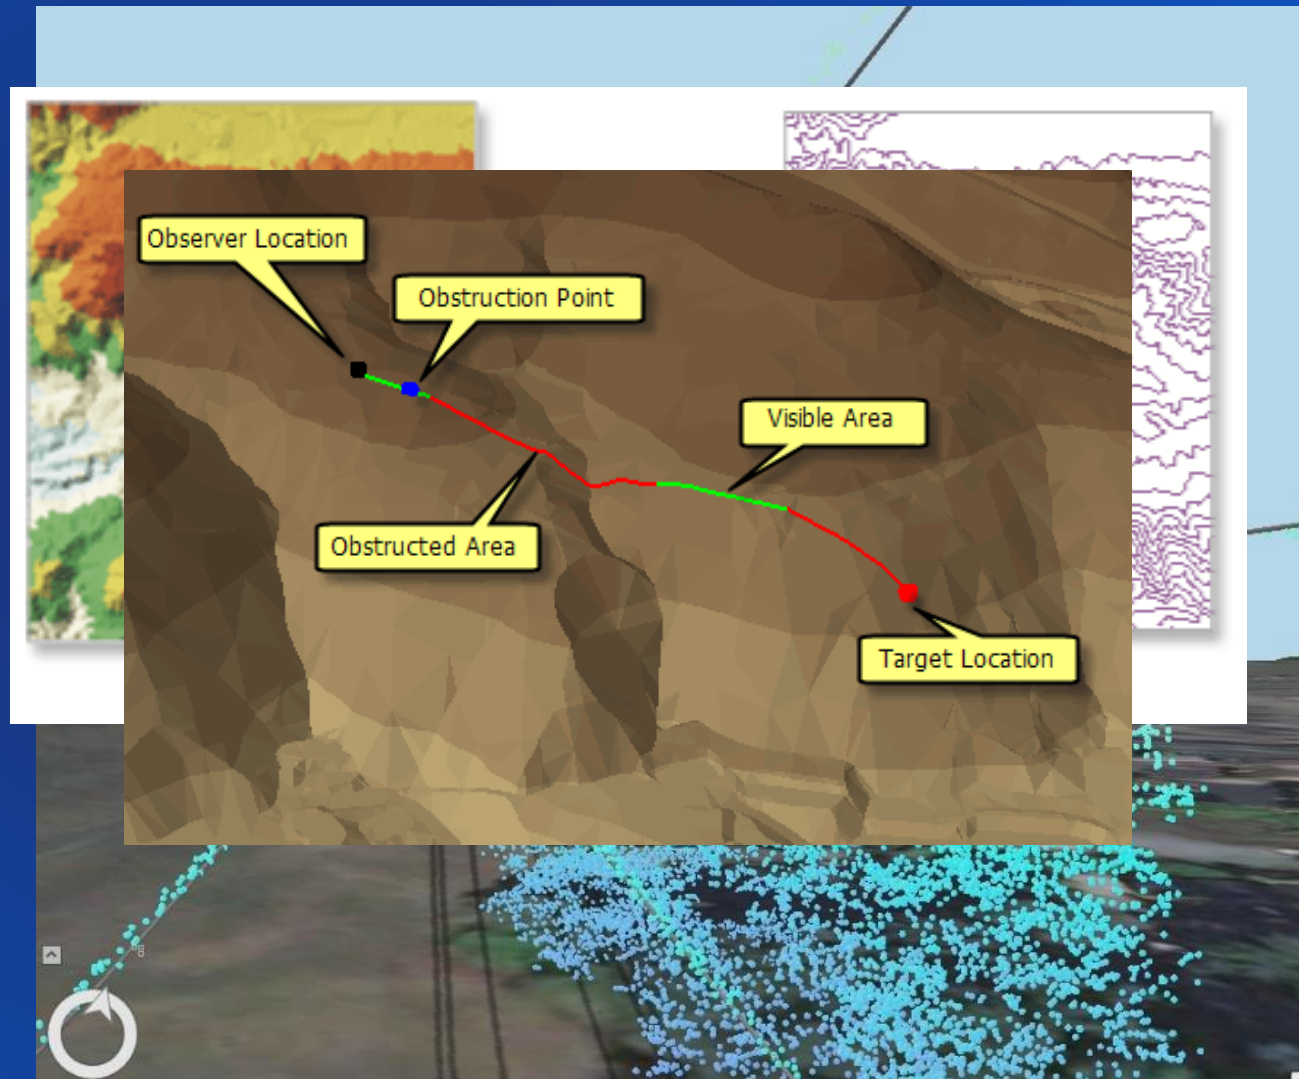 Observer Location
Obstruction Point
Visible Area
Obstructed Area
Target Location